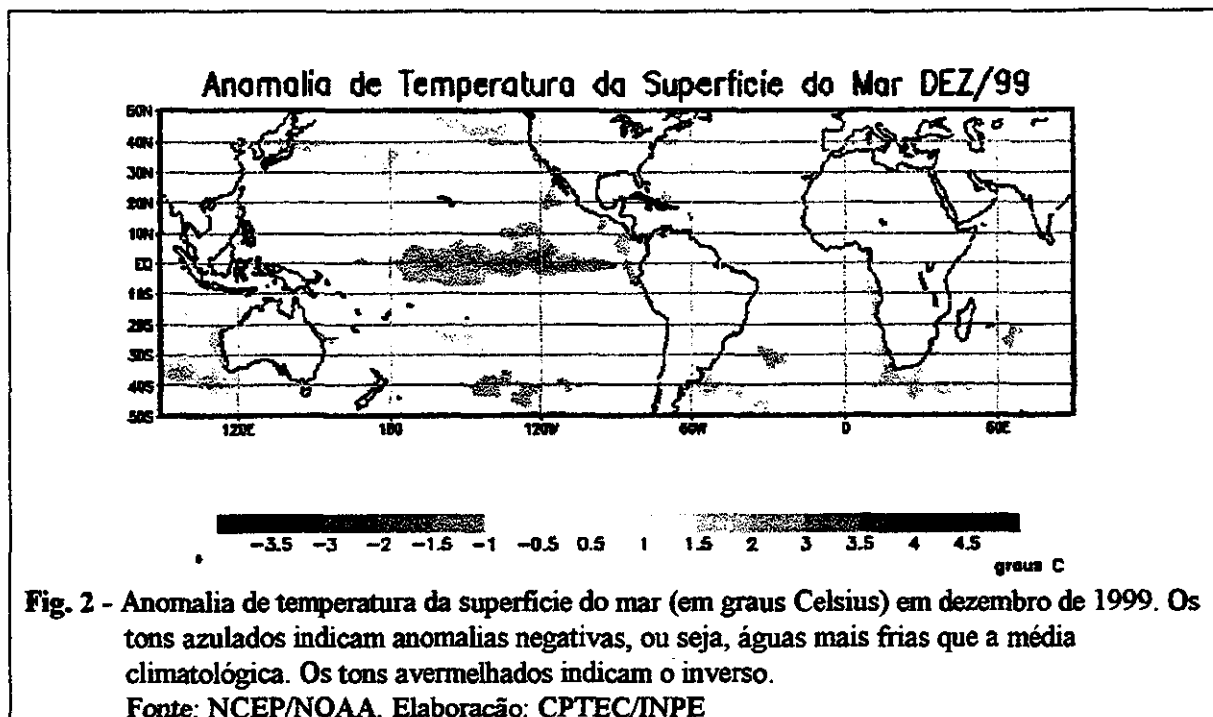 Anomalia de Temperatura da Superficie do Mar DEZ/99
50N
40N
30N
20N
10N
EQ
10S
20S
30S
40S
50S
120E 180 120W 60W 0 60E
-3.5 -3 -2 -1.5 -1 -0.5 0.5 1 1.5 2 3 3.5 4 4.5
graus C
Fig. 2 - Anomalia de temperatura da superfície do mar (em graus Celsius) em dezembro de 1999. Os
tons azulados indicam anomalias negativas, ou seja, águas mais frias que a média
climatológica. Os tons avermelhados indicam o inverso.
Fonte: NCEP/NOAA. Elaboração: CPTEC/INPE